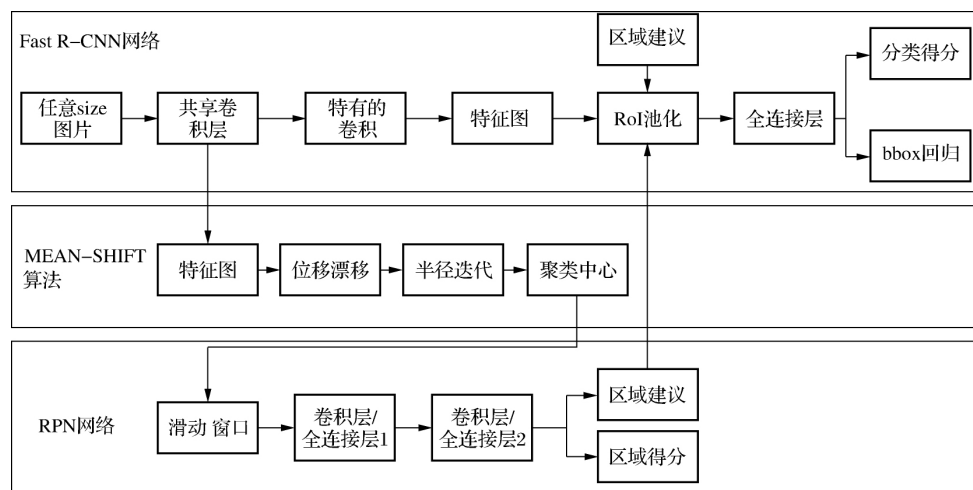 Fast R-CNN网络
区域建议
分类得分
任意size
图片
共享卷
积层
特有的
卷积
特征图
RoI池化
全连接层
bbox回归
MEAN-SHIFT
算法
特征图
位移漂移
半径迭代
聚类中心
RPN网络
滑动 窗口
卷积层/
全连接层1
卷积层/
全连接层2
区域建议
区域得分